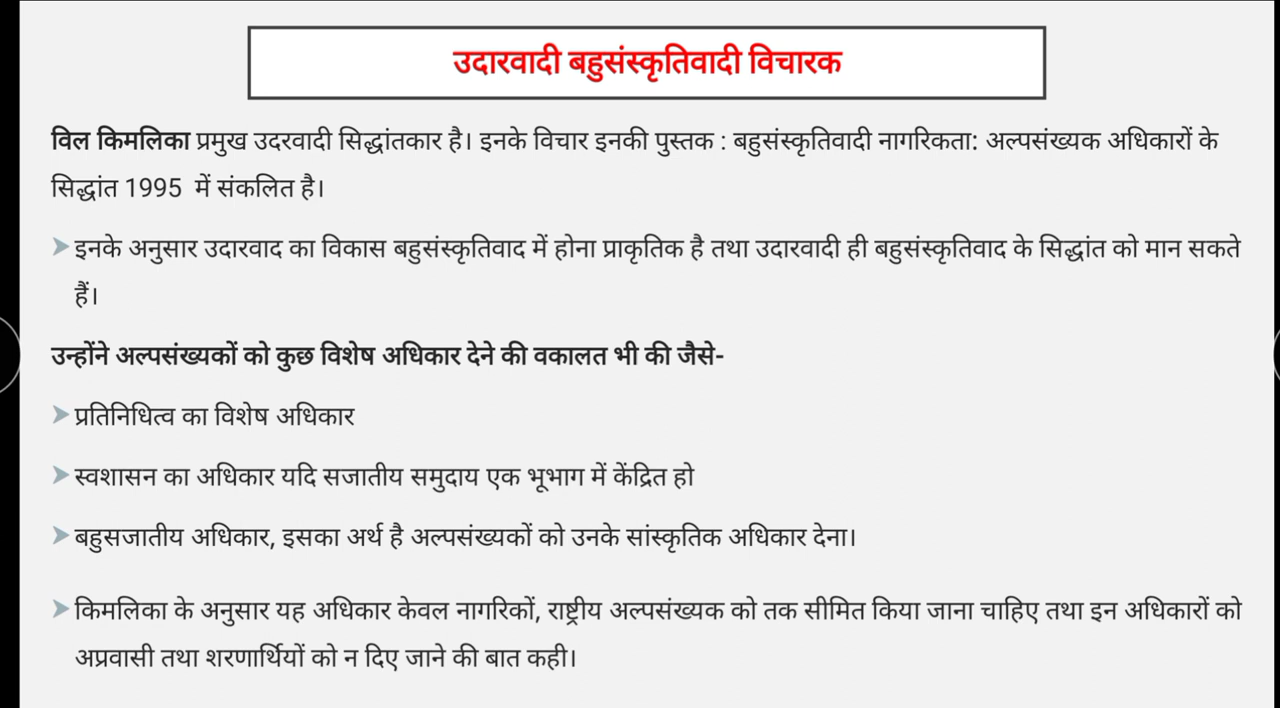 उदारवादी बहुसंस्कृतिवादी विचारक
विल किमलिका प्रमुख उदरवादी सिद्धांतकार है। इनके विचार इनकी पुस्तक : बहुसंस्कृतिवादी नागरिकता: अल्पसंख्यक अधिकारों के
सिद्धांत 1995 में संकलित है।
➤ इनके अनुसार उदारवाद का विकास बहुसंस्कृतिवाद में होना प्राकृतिक है तथा उदारवादी ही बहुसंस्कृतिवाद के सिद्धांत को मान सकते
हैं।
उन्होंने अल्पसंख्यकों को कुछ विशेष अधिकार देने की वकालत भी की जैसे-
➤ प्रतिनिधित्व का विशेष अधिकार
➤ स्वशासन का अधिकार यदि सजातीय समुदाय एक भूभाग में केंद्रित हो
➤ बहुसजातीय अधिकार, इसका अर्थ है अल्पसंख्यकों को उनके सांस्कृतिक अधिकार देना।
➤ किमलिका के अनुसार यह अधिकार केवल नागरिकों, राष्ट्रीय अल्पसंख्यक को तक सीमित किया जाना चाहिए तथा इन अधिकारों को
अप्रवासी तथा शरणार्थियों को न दिए जाने की बात कही।